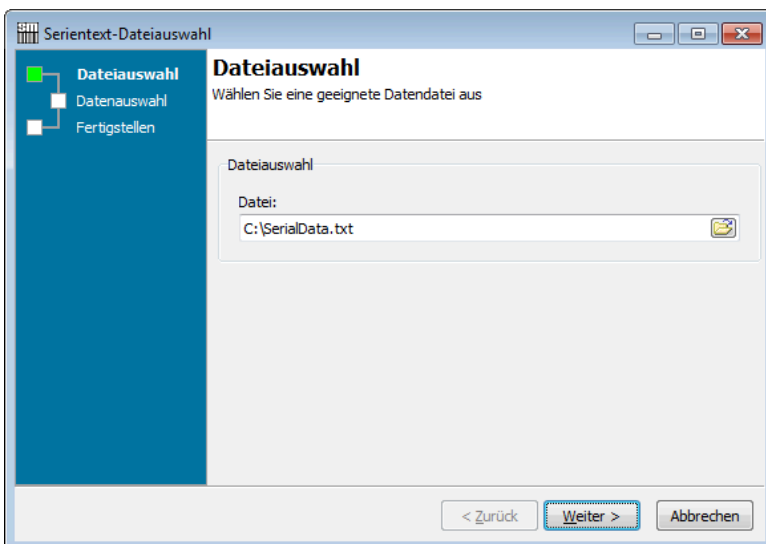 Serientext-Dateiauswahl
Dateiauswahl
Datenauswahl
Fertigstellen
Dateiauswahl
Wählen Sie eine geeignete Datendatei aus
Dateiauswahl
Datei:
C:\SerialData.txt
< Zurück
Weiter >
Abbrechen